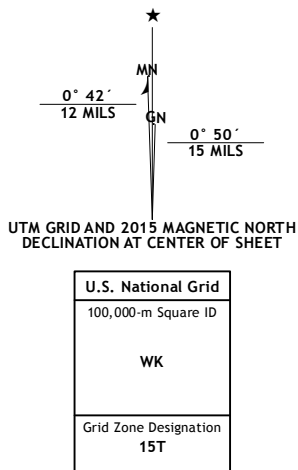 ★
MN
0° 42´
12 MILS
GN
0° 50´
15 MILS
UTM GRID AND 2015 MAGNETIC NORTH
DECLINATION AT CENTER OF SHEET
U.S. National Grid
100,000-m Square ID
WK
Grid Zone Designation
15T